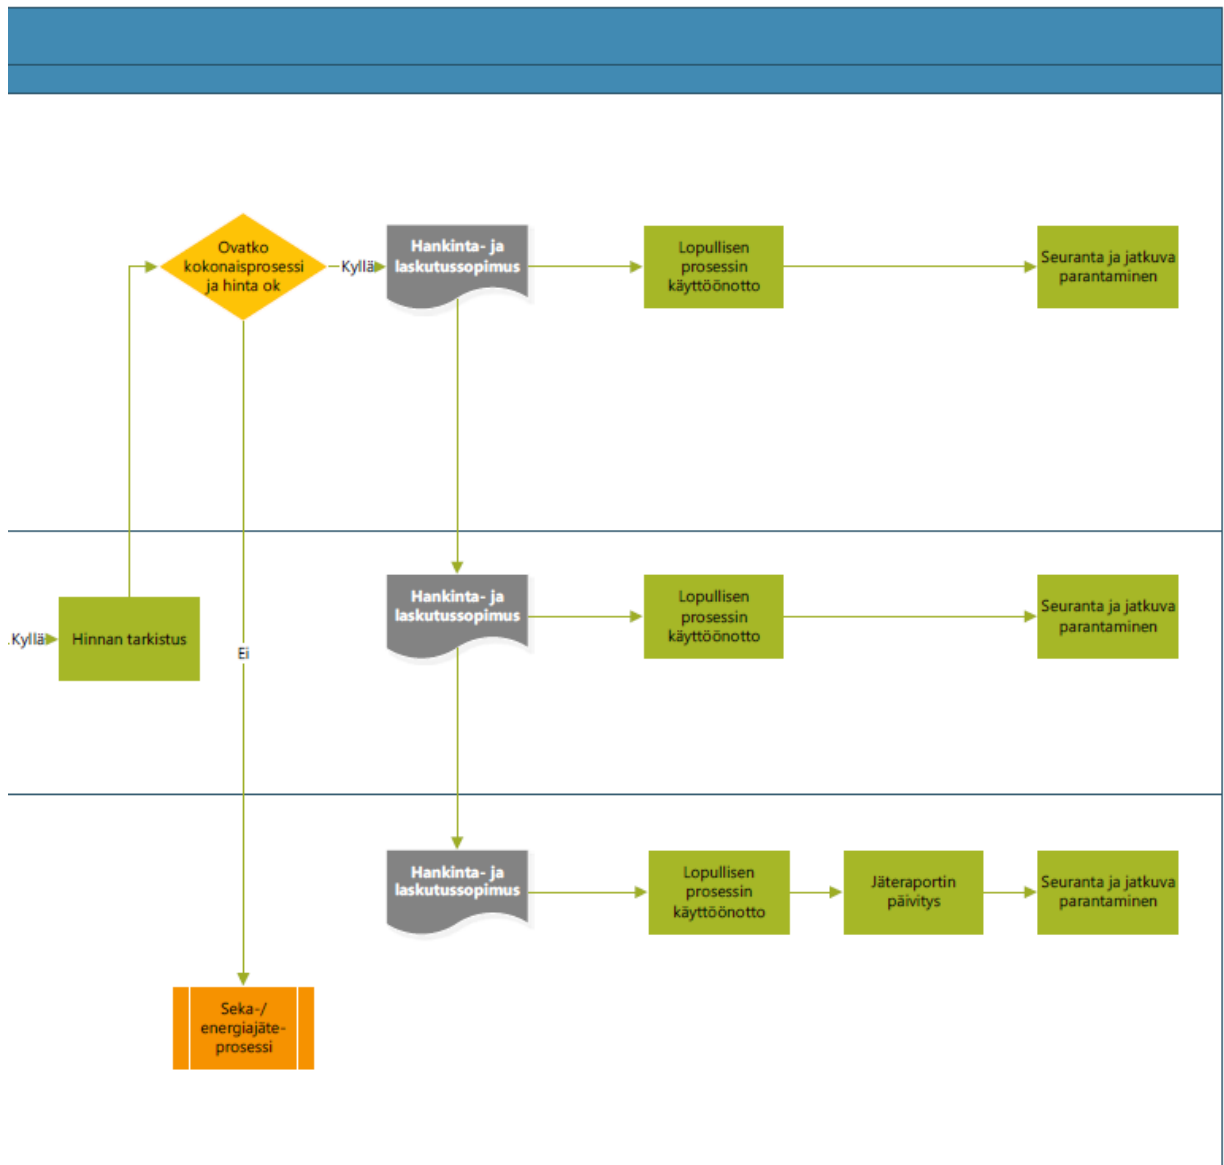 Ovatko
kokonaisprosessi
ja hinta ok
Kyllä
Hankinta- ja
laskutussopimus
Lopullisen
prosessin
käyttöönotto
Seuranta ja jatkuva
parantaminen
Kyllä
Hinnan tarkistus
Ei
Hankinta- ja
laskutussopimus
Lopullisen
prosessin
käyttöönotto
Seuranta ja jatkuva
parantaminen
Hankinta- ja
laskutussopimus
Lopullisen
prosessin
käyttöönotto
Jäteraportin
päivitys
Seuranta ja jatkuva
parantaminen
Seka-/
energiajäte-
prosessi